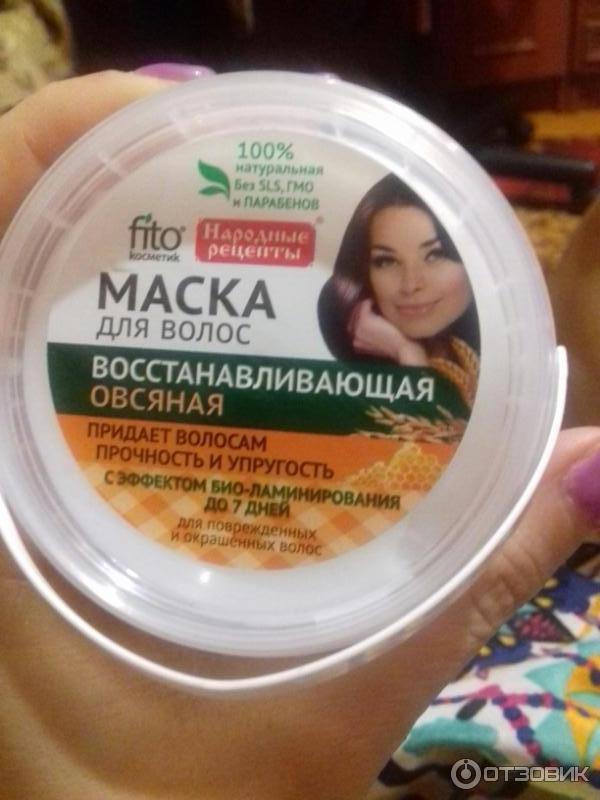 100%
натуральная
Без SLS, ГМО
и ПАРАБЕНОВ
fito®
косметик
Народные
рецепты®
МАСКА
ДЛЯ ВОЛОС
ВОССТАНАВЛИВАЮЩАЯ
ОВСЯНАЯ
ПРИДАЕТ ВОЛОСАМ
ПРОЧНОСТЬ И УПРУГОСТЬ
С ЭФФЕКТОМ БИО-ЛАМИНИРОВАНИЯ
ДО 7 ДНЕЙ
для поврежденных
и окрашенных волос
ОТЗОВИК